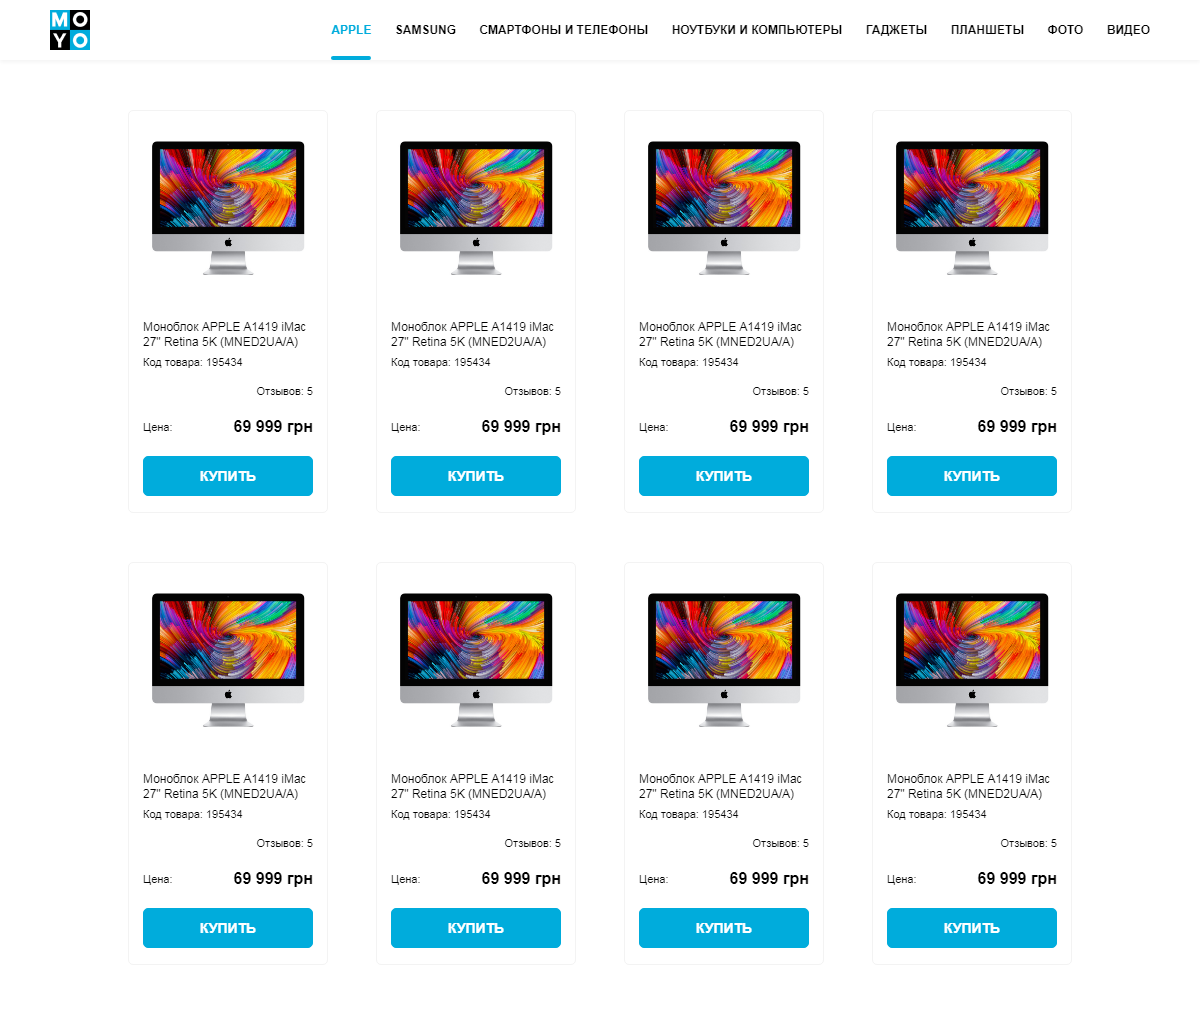 MO
YO
APPLE SAMSUNG СМАРТФОНЫ И ТЕЛЕФОНЫ НОУТБУКИ И КОМПЬЮТЕРЫ ГАДЖЕТЫ ПЛАНШЕТЫ ФОТО ВИДЕО
Моноблок APPLE A1419 iMac
27" Retina 5K (MNED2UA/A)
Код товара: 195434
Отзывов: 5
Цена: 69 999 грн
КУПИТЬ
Моноблок APPLE A1419 iMac
27" Retina 5K (MNED2UA/A)
Код товара: 195434
Отзывов: 5
Цена: 69 999 грн
КУПИТЬ
Моноблок APPLE A1419 iMac
27" Retina 5K (MNED2UA/A)
Код товара: 195434
Отзывов: 5
Цена: 69 999 грн
КУПИТЬ
Моноблок APPLE A1419 iMac
27" Retina 5K (MNED2UA/A)
Код товара: 195434
Отзывов: 5
Цена: 69 999 грн
КУПИТЬ
Моноблок APPLE A1419 iMac
27" Retina 5K (MNED2UA/A)
Код товара: 195434
Отзывов: 5
Цена: 69 999 грн
КУПИТЬ
Моноблок APPLE A1419 iMac
27" Retina 5K (MNED2UA/A)
Код товара: 195434
Отзывов: 5
Цена: 69 999 грн
КУПИТЬ
Моноблок APPLE A1419 iMac
27" Retina 5K (MNED2UA/A)
Код товара: 195434
Отзывов: 5
Цена: 69 999 грн
КУПИТЬ
Моноблок APPLE A1419 iMac
27" Retina 5K (MNED2UA/A)
Код товара: 195434
Отзывов: 5
Цена: 69 999 грн
КУПИТЬ